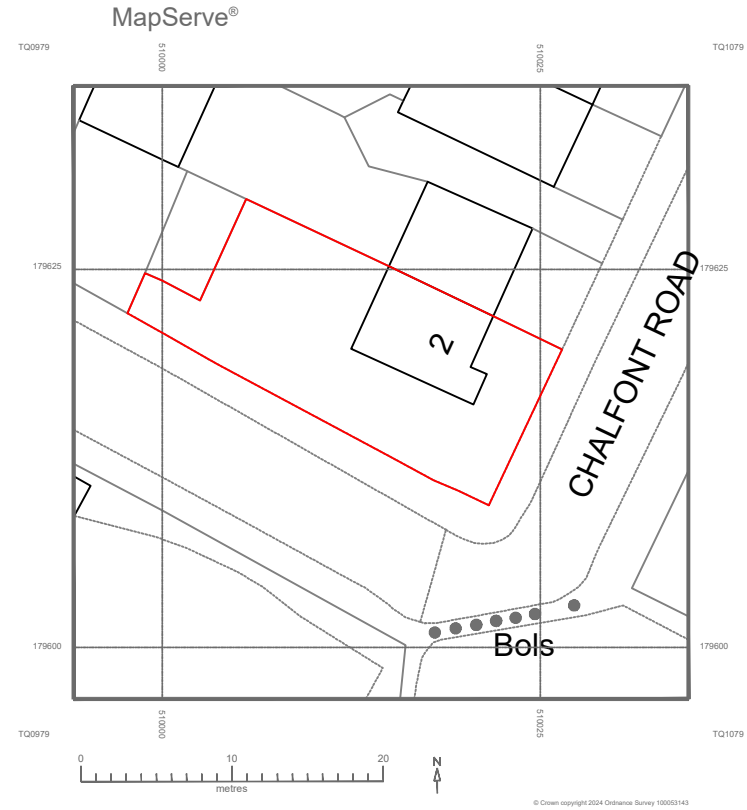 MapServe®
TQ0979
510000
510025
TQ1079
179625
179625
CHALFONT ROAD
2
179600
Bols
179600
TQ0979
510000
510025
TQ1079
0 10 20
metres
N
© Crown copyright 2024 Ordnance Survey 100053143